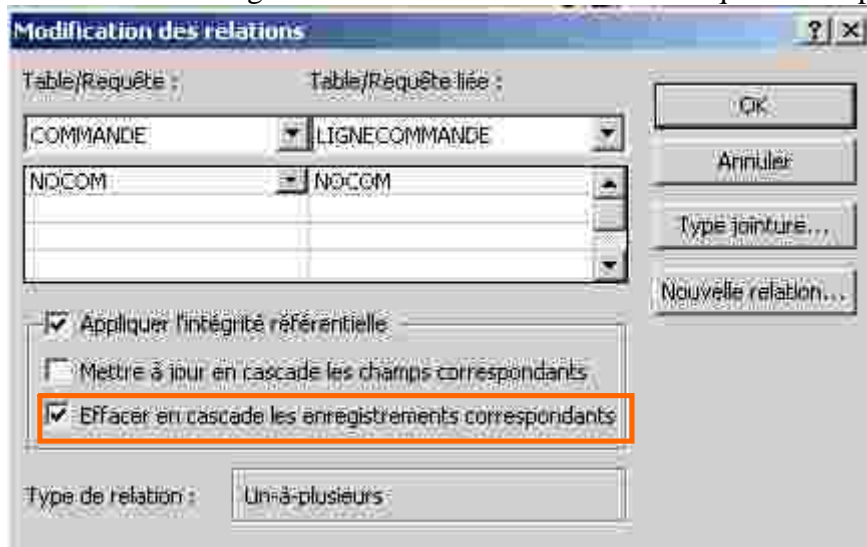 Modification des relations
Table/Requête : Table/Requête liée :
COMMANDE LIGNECOMMANDE
NOCOM NOCOM
OK
Annuler
Type jointure...
Nouvelle relation...
Appliquer l'intégrité référentielle
Mettre à jour en cascade les champs correspondants
Effacer en cascade les enregistrements correspondants
Type de relation : Un-à-plusieurs